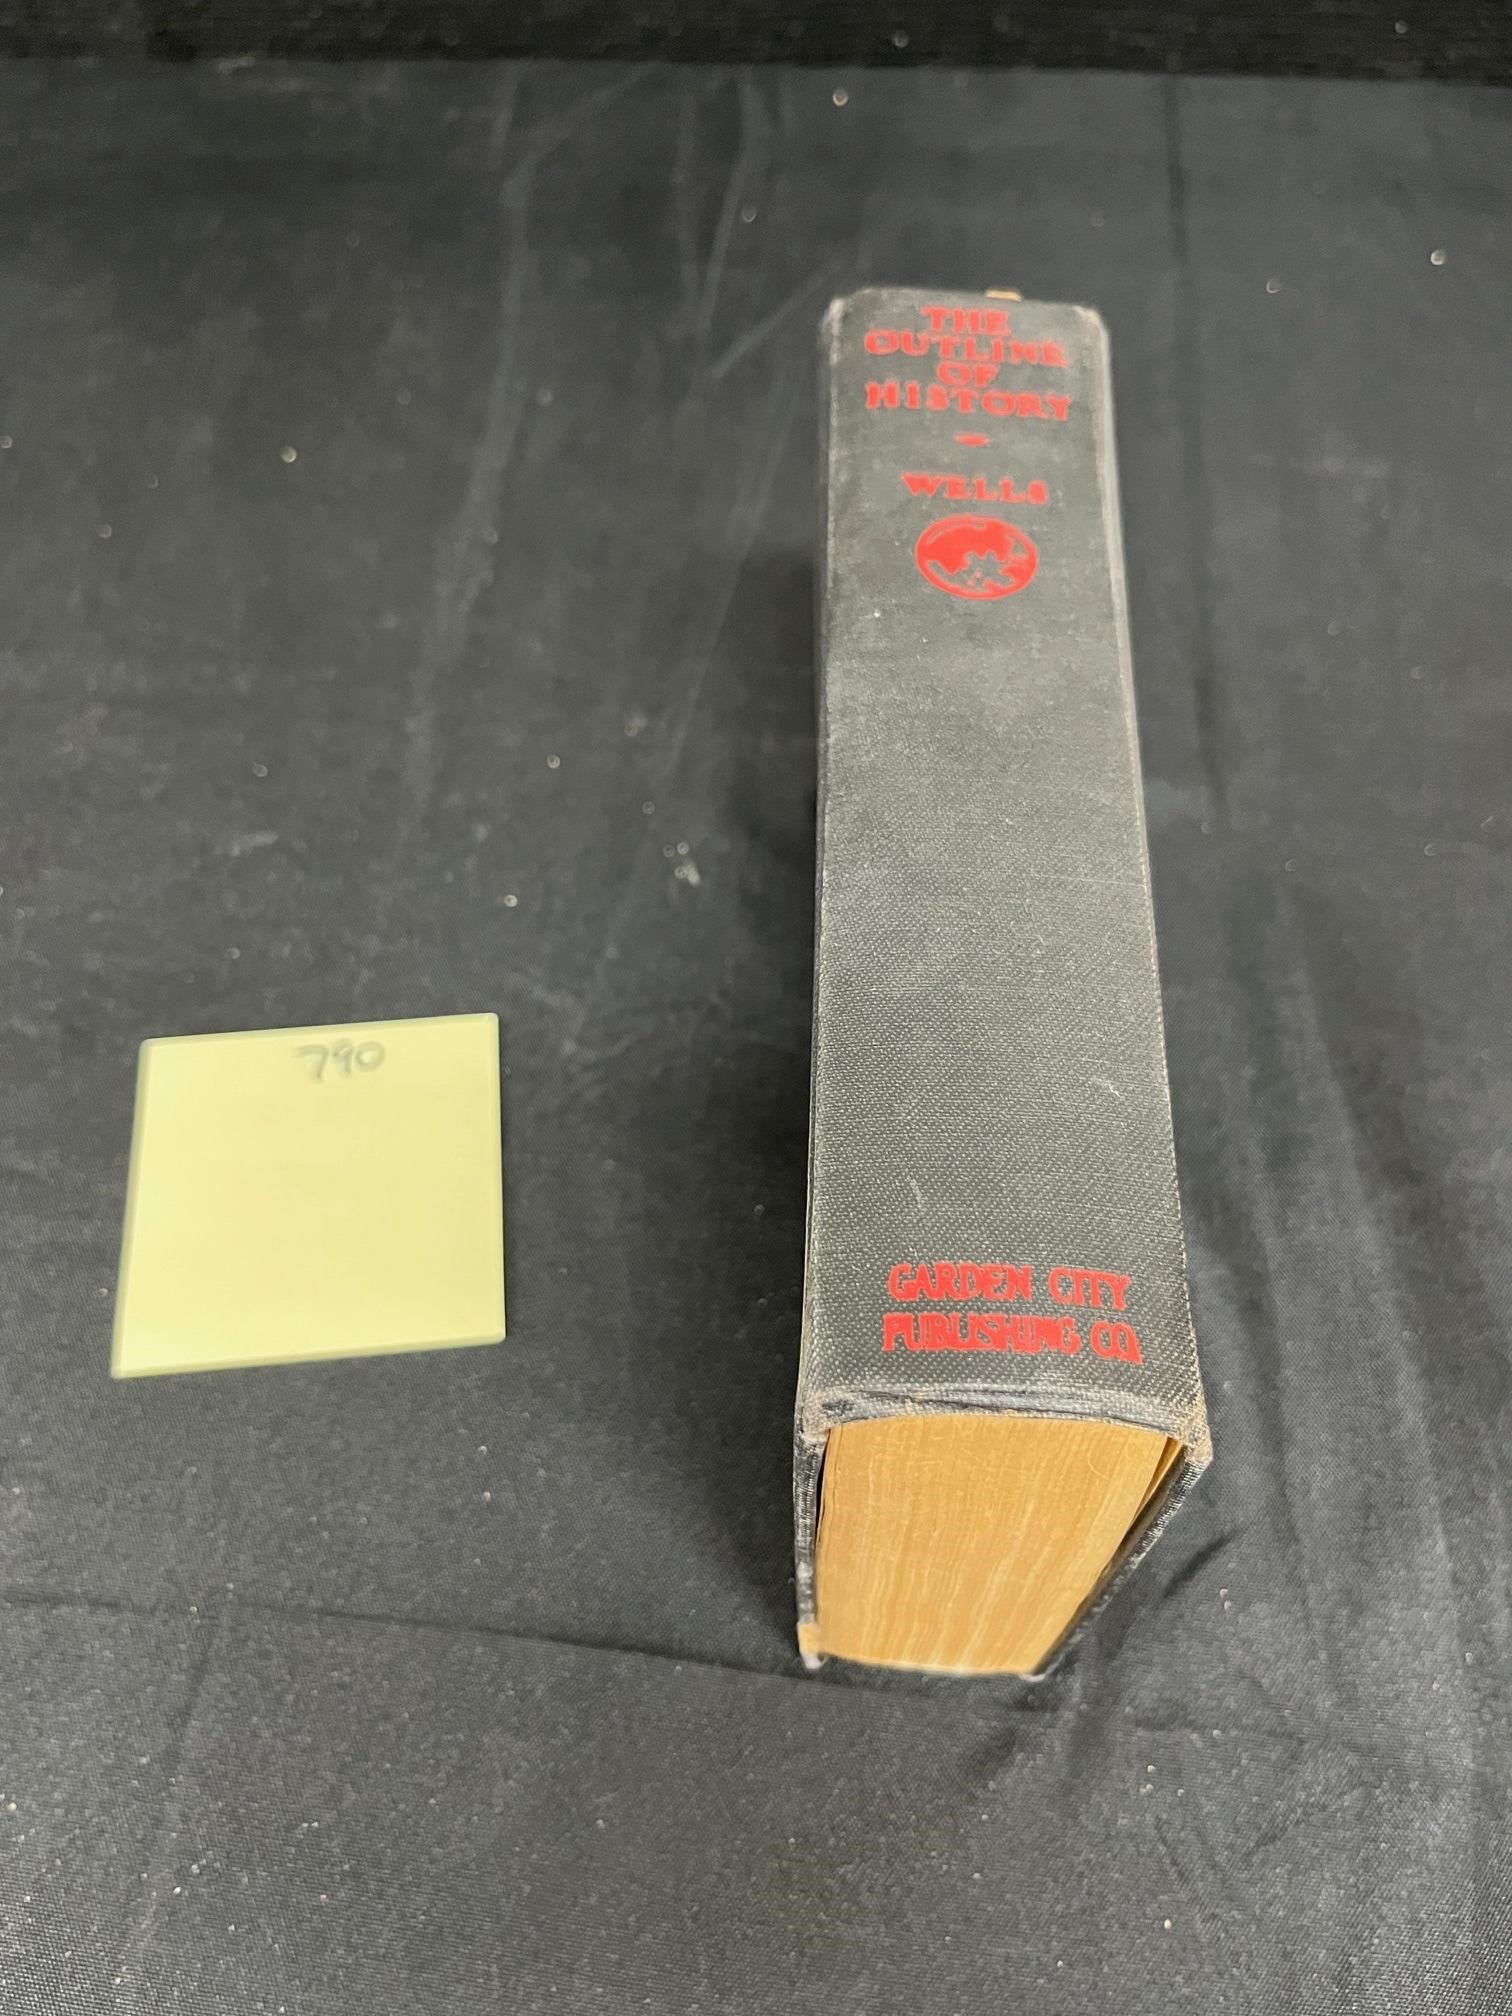 THE
OUTLINE
OF
HISTORY
WELLS
GARDEN CITY
PUBLISHING CO.
790